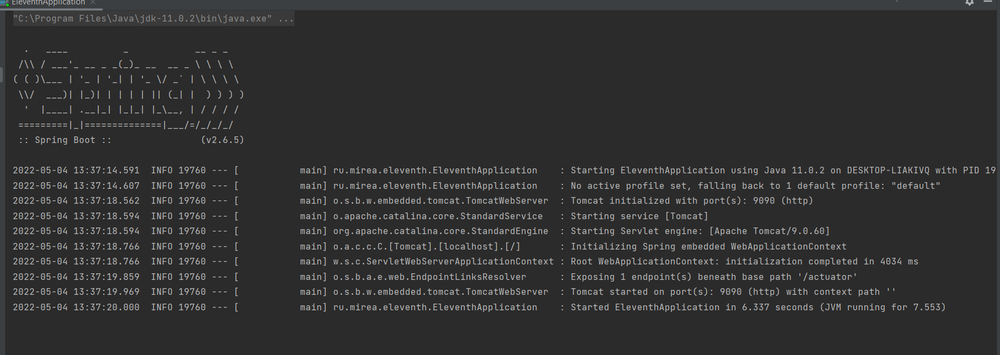 EleventhApplication
"C:\Program Files\Java\jdk-11.0.2\bin\java.exe" ...
  .   ____          _            __ _ _
 /\\ / ___'_ __ _ _(_)_ __  __ _ \ \ \ \
( ( )\___ | '_ | '_| | '_ \/ _` | \ \ \ \
 \\/  ___)| |_)| | | | | || (_| |  ) ) ) )
  '  |____| .__|_| |_|_| |_\__, | / / / /
 =========|_|==============|___/=/_/_/_/
 :: Spring Boot ::                (v2.6.5)
2022-05-04 13:37:14.591  INFO 19760 --- [           main] ru.mirea.eleventh.EleventhApplication    : Starting EleventhApplication using Java 11.0.2 on DESKTOP-LIAKIVQ with PID 19
2022-05-04 13:37:14.607  INFO 19760 --- [           main] ru.mirea.eleventh.EleventhApplication    : No active profile set, falling back to 1 default profile: "default"
2022-05-04 13:37:18.562  INFO 19760 --- [           main] o.s.b.w.embedded.tomcat.TomcatWebServer  : Tomcat initialized with port(s): 9090 (http)
2022-05-04 13:37:18.594  INFO 19760 --- [           main] o.apache.catalina.core.StandardService   : Starting service [Tomcat]
2022-05-04 13:37:18.594  INFO 19760 --- [           main] org.apache.catalina.core.StandardEngine  : Starting Servlet engine: [Apache Tomcat/9.0.60]
2022-05-04 13:37:18.766  INFO 19760 --- [           main] o.a.c.c.C.[Tomcat].[localhost].[/]       : Initializing Spring embedded WebApplicationContext
2022-05-04 13:37:18.766  INFO 19760 --- [           main] w.s.c.ServletWebServerApplicationContext : Root WebApplicationContext: initialization completed in 4034 ms
2022-05-04 13:37:19.859  INFO 19760 --- [           main] o.s.b.a.e.web.EndpointLinksResolver      : Exposing 1 endpoint(s) beneath base path '/actuator'
2022-05-04 13:37:19.969  INFO 19760 --- [           main] o.s.b.w.embedded.tomcat.TomcatWebServer  : Tomcat started on port(s): 9090 (http) with context path ''
2022-05-04 13:37:20.000  INFO 19760 --- [           main] ru.mirea.eleventh.EleventhApplication    : Started EleventhApplication in 6.337 seconds (JVM running for 7.553)